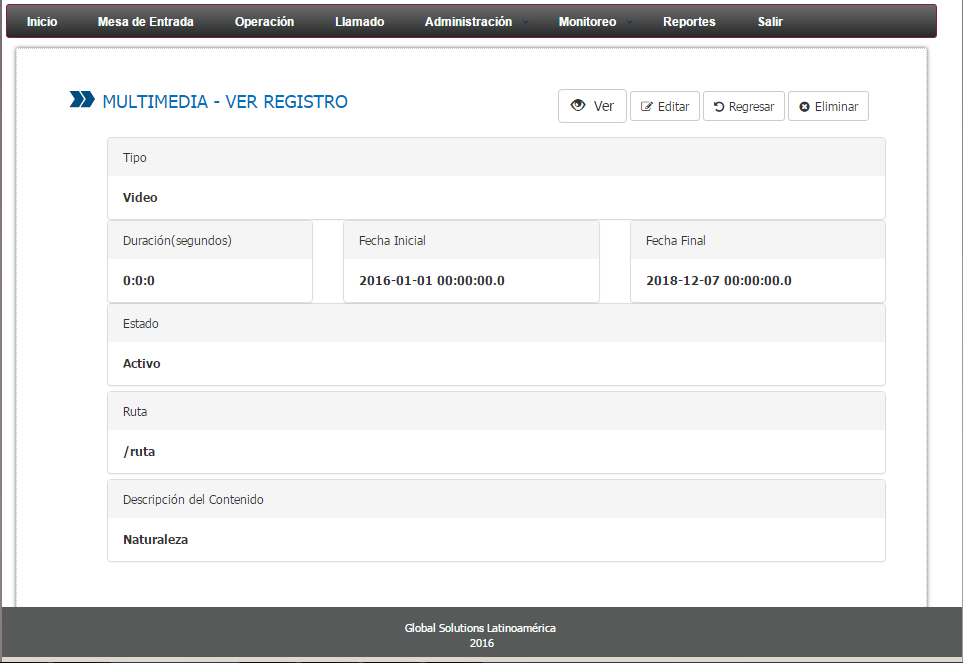 Inicio Mesa de Entrada Operación Llamado Administración Monitoreo Reportes Salir
MULTIMEDIA - VER REGISTRO
Ver Editar Regresar Eliminar
Tipo
Video
Duración(segundos) Fecha Inicial Fecha Final
0:0:0 2016-01-01 00:00:00.0 2018-12-07 00:00:00.0
Estado
Activo
Ruta
/ruta
Descripción del Contenido
Naturaleza
Global Solutions Latinoamérica
2016